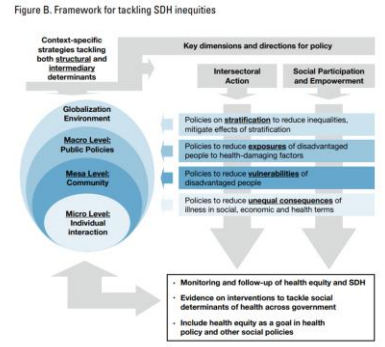 Figure B. Framework for tackling SDH inequities
Context-specific
strategies tackling
both structural and
intermediary
determinants
Key dimensions and directions for policy
Intersectoral
Action
Social Participation
and Empowerment
Globalization
Environment
Macro Level:
Public Policies
Mesa Level:
Community
Micro Level:
Individual
interaction
Policies on stratification to reduce inequalities,
mitigate effects of stratification
Policies to reduce exposures of disadvantaged
people to health-damaging factors
Policies to reduce vulnerabilities of
disadvantaged people
Policies to reduce unequal consequences of
illness in social, economic and health terms
• Monitoring and follow-up of health equity and SDH
• Evidence on interventions to tackle social
determinants of health across government
• Include health equity as a goal in health
policy and other social policies